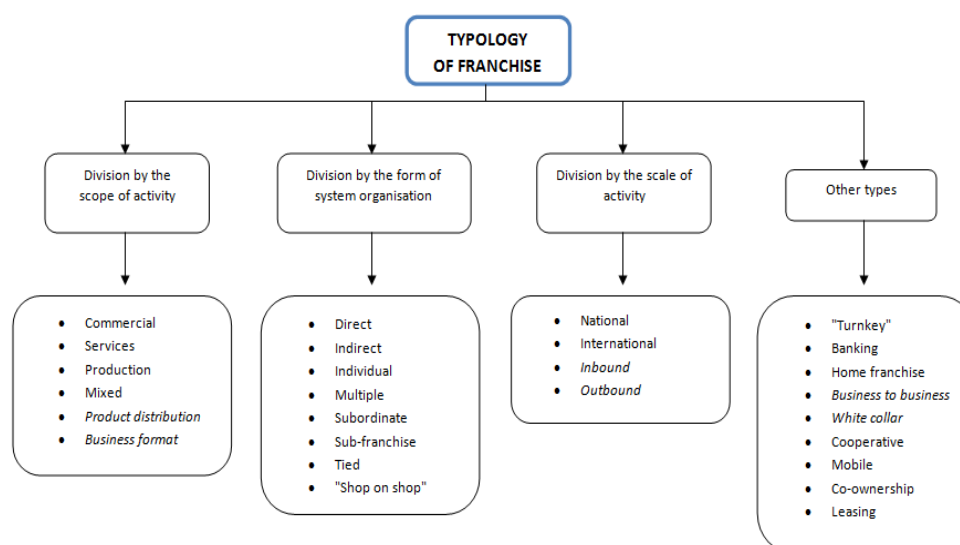 TYPOLOGY
OF FRANCHISE
Division by the
scope of activity
Division by the form of
system organisation
Division by the scale of
activity
Other types
• Commercial
• Services
• Production
• Mixed
• Product distribution
• Business format
• Direct
• Indirect
• Individual
• Multiple
• Subordinate
• Sub-franchise
• Tied
• "Shop on shop"
• National
• International
• Inbound
• Outbound
• "Turnkey"
• Banking
• Home franchise
• Business to business
• White collar
• Cooperative
• Mobile
• Co-ownership
• Leasing